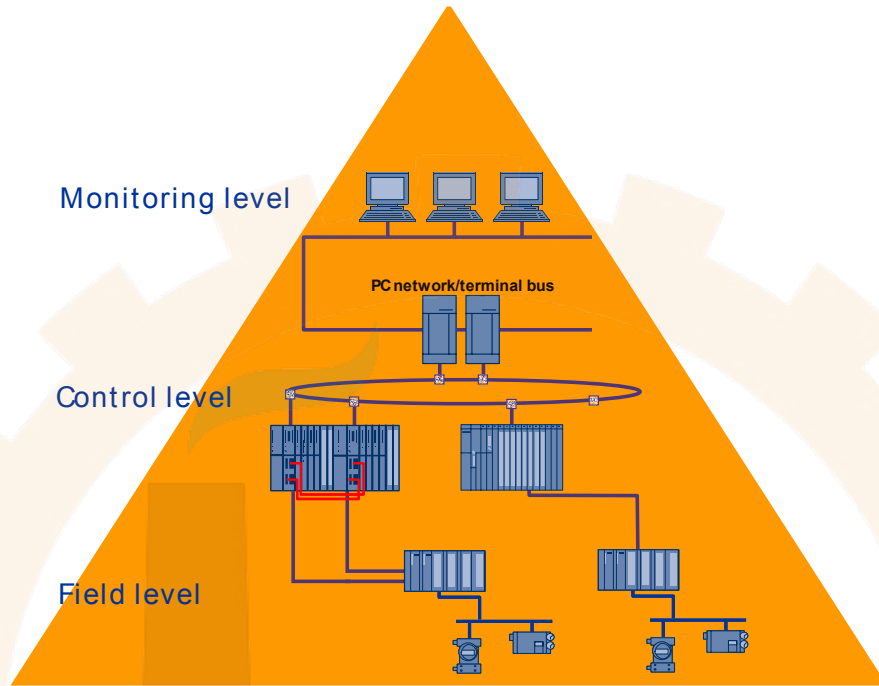 Monitoring level
PC network/terminal bus
Control level
Field level